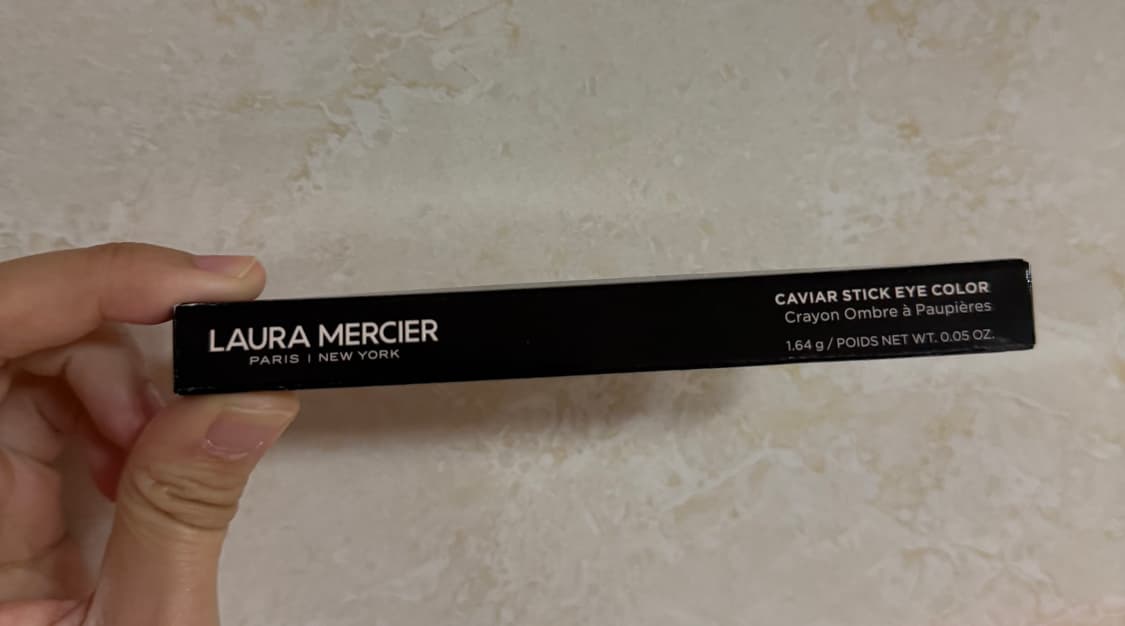 LAURA MERCIER
PARIS | NEW YORK
CAVIAR STICK EYE COLOR
Crayon Ombre à Paupières
1.64 g / POIDS NET WT. 0.05 OZ.